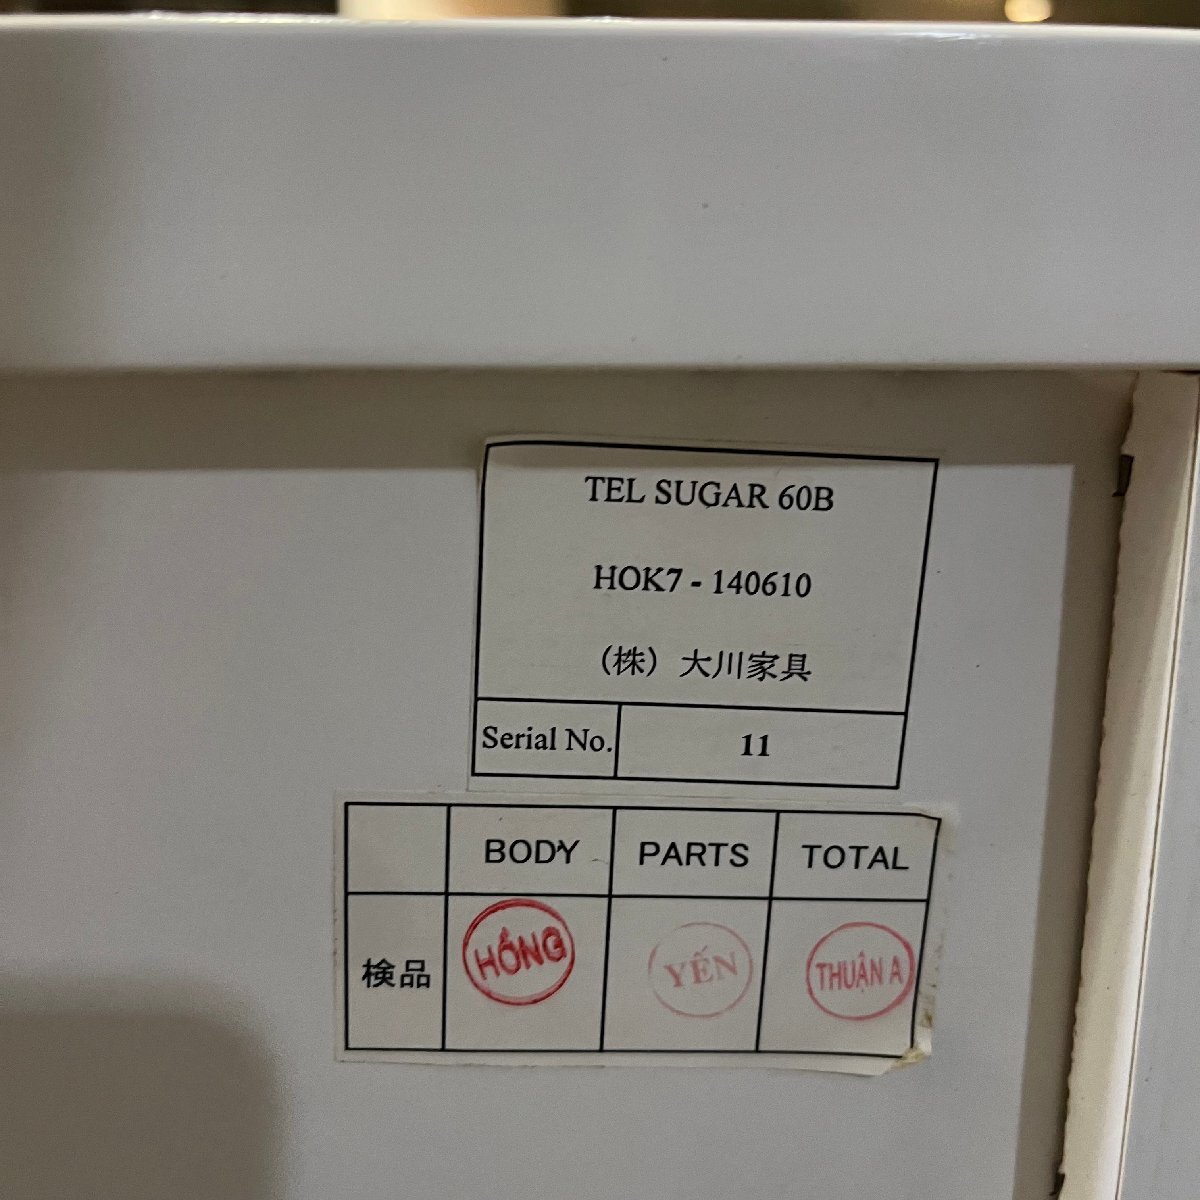 TEL SUGAR 60B
HOK7 - 140610
（株）大川家具
Serial No. 11
BODY PARTS TOTAL
検品 HỒNG YẾN THUẬN A